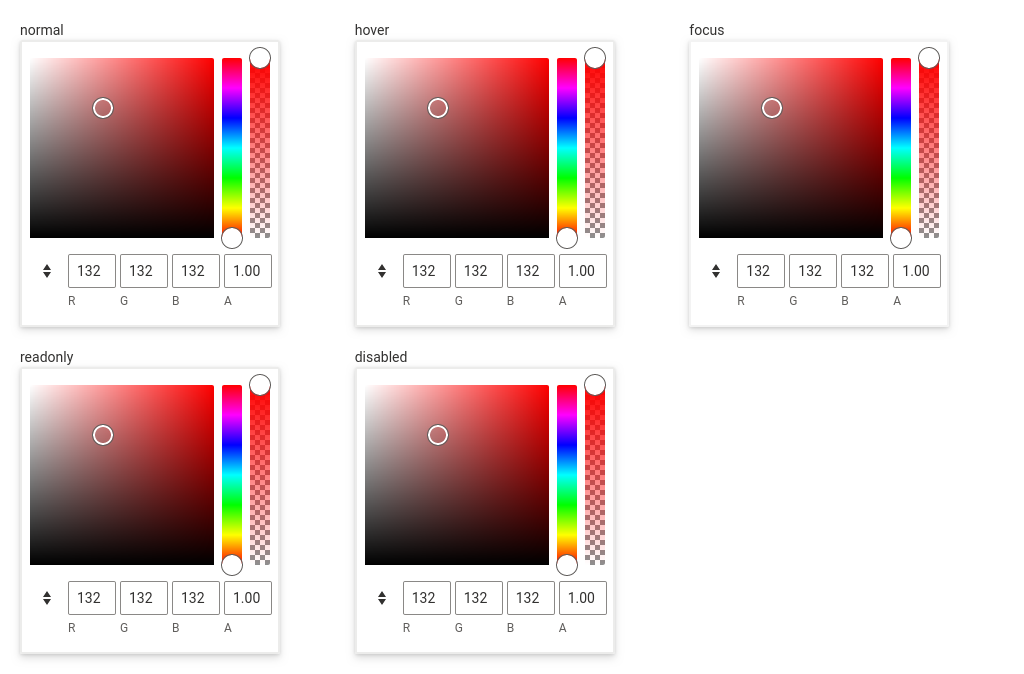 normal hover focus
132 132 132 1.00 132 132 132 1.00 132 132 132 1.00
R G B A R G B A R G B A
readonly disabled
132 132 132 1.00 132 132 132 1.00
R G B A R G B A